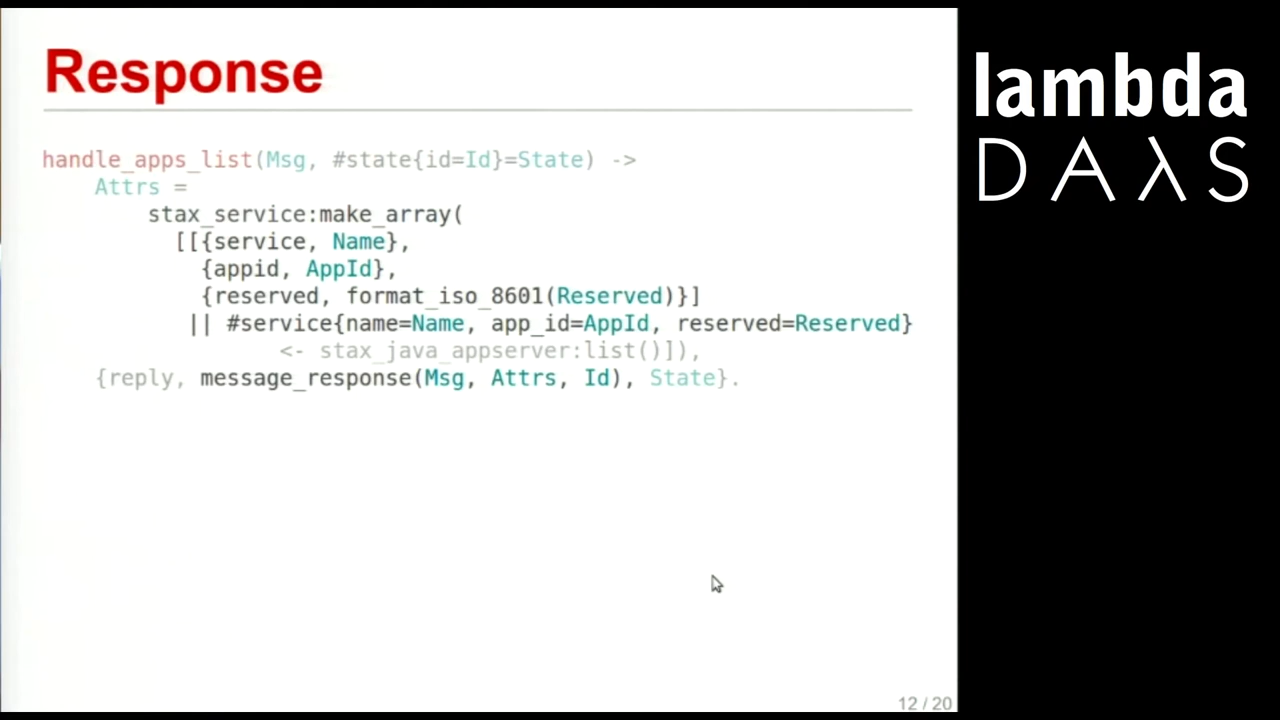 Response
handle_apps_list(Msg, #state{id=Id}=State) ->
    Attrs =
        stax_service:make_array(
          [[{service, Name},
            {appid, AppId},
            {reserved, format_iso_8601(Reserved)}]
           || #service{name=Name, app_id=AppId, reserved=Reserved}
                  <- stax_java_appserver:list()]),
    {reply, message_response(Msg, Attrs, Id), State}.
12 / 20
lambda
DAλS